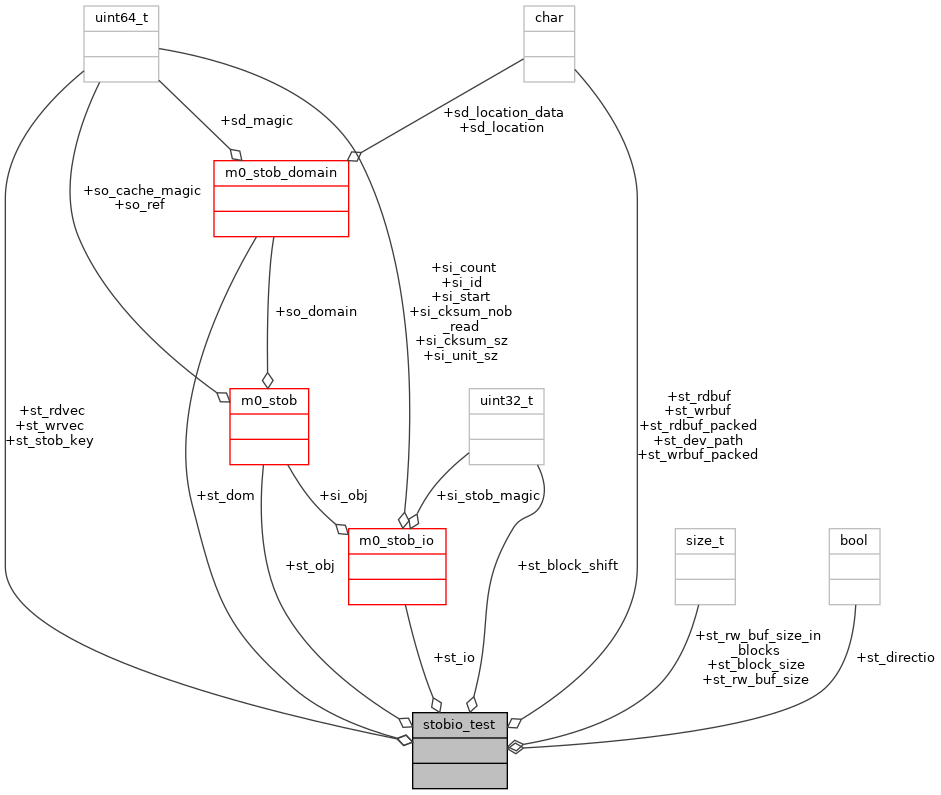 uint64_t
char
+sd_location_data
+sd_location
+sd_magic
m0_stob_domain
+so_cache_magic
+so_ref
+si_count
+si_id
+si_start
+si_cksum_nob
_read
+si_cksum_sz
+si_unit_sz
+so_domain
m0_stob
uint32_t
+st_rdbuf
+st_wrbuf
+st_rdbuf_packed
+st_dev_path
+st_wrbuf_packed
+st_rdvec
+st_wrvec
+st_stob_key
+st_dom
+si_obj
+si_stob_magic
m0_stob_io
size_t
bool
+st_obj
+st_block_shift
+st_rw_buf_size_in
_blocks
+st_block_size
+st_rw_buf_size
+st_io
+st_directio
stobio_test